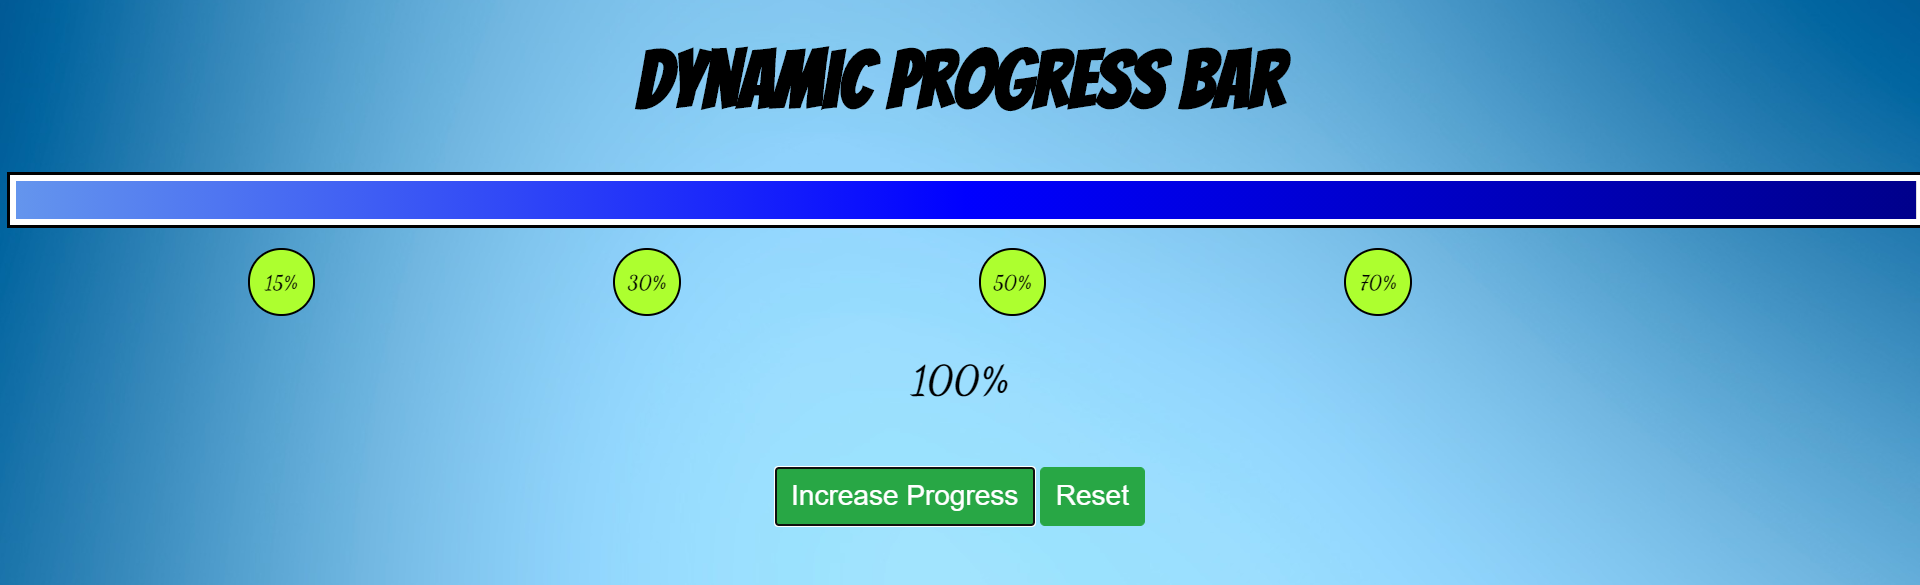 DYNAMIC PROGRESS BAR
15% 30% 50% 70%
100%
Increase Progress Reset